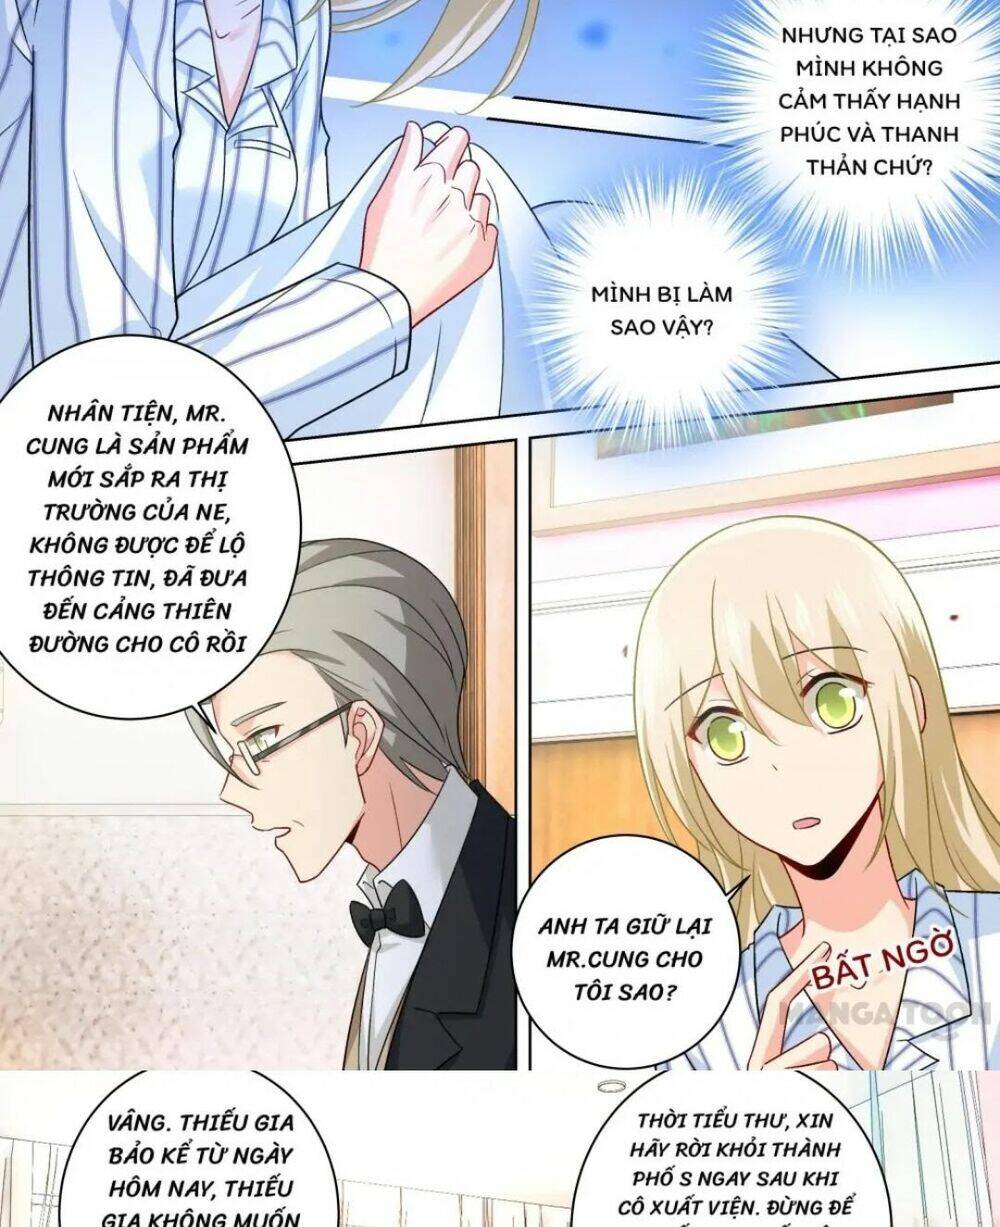 NHƯNG TẠI SAO
MÌNH KHÔNG
CẢM THẤY HẠNH
PHÚC VÀ THANH
THẢN CHỨ?
MÌNH BỊ LÀM
SAO VẬY?
NHÂN TIỆN, MR.
CUNG LÀ SẢN PHẨM
MỚI SẮP RA THỊ
TRƯỜNG CỦA NE,
KHÔNG ĐƯỢC ĐỂ LỘ
THÔNG TIN, ĐÃ ĐƯA
ĐẾN CẢNG THIÊN
ĐƯỜNG CHO CÔ RỒI
ANH TA GIỮ LẠI
MR.CUNG CHO
TÔI SAO?
BẤT NGỜ
MANGATOON
VÂNG. THIẾU GIA
BẢO KỂ TỪ NGÀY
HÔM NAY, THIẾU
GIA KHÔNG MUỐN
THỜI TIỂU THƯ, XIN
HÃY RỜI KHỎI THÀNH
PHỐ S NGAY SAU KHI
CÔ XUẤT VIỆN. ĐỪNG ĐỂ